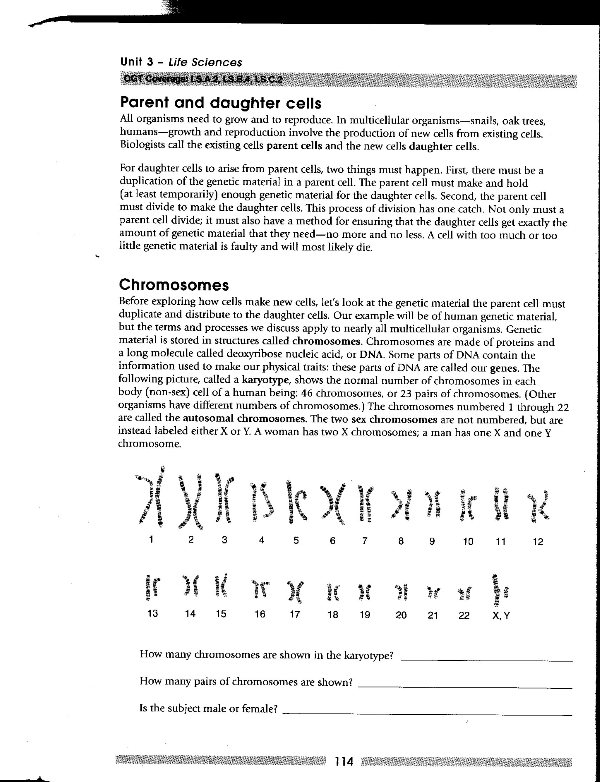 Unit 3 – Life Sciences
OGT Coverage: LS.A.2, LS.B.4, LS.C.2
Parent and daughter cells
All organisms need to grow and to reproduce. In multicellular organisms—snails, oak trees,
humans—growth and reproduction involve the production of new cells from existing cells.
Biologists call the existing cells parent cells and the new cells daughter cells.
For daughter cells to arise from parent cells, two things must happen. First, there must be a
duplication of the genetic material in a parent cell. The parent cell must make and hold
(at least temporarily) enough genetic material for the daughter cells. Second, the parent cell
must divide to make the daughter cells. This process of division has one catch. Not only must a
parent cell divide; it must also have a method for ensuring that the daughter cells get exactly the
amount of genetic material that they need—no more and no less. A cell with too much or too
little genetic material is faulty and will most likely die.
Chromosomes
Before exploring how cells make new cells, let's look at the genetic material the parent cell must
duplicate and distribute to the daughter cells. Our example will be of human genetic material,
but the terms and processes we discuss apply to nearly all multicellular organisms. Genetic
material is stored in structures called chromosomes. Chromosomes are made of proteins and
a long molecule called deoxyribose nucleic acid, or DNA. Some parts of DNA contain the
information used to make our physical traits: these parts of DNA are called our genes. The
following picture, called a karyotype, shows the normal number of chromosomes in each
body (non-sex) cell of a human being: 46 chromosomes, or 23 pairs of chromosomes. (Other
organisms have different numbers of chromosomes.) The chromosomes numbered 1 through 22
are called the autosomal chromosomes. The two sex chromosomes are not numbered, but are
instead labeled either X or Y. A woman has two X chromosomes; a man has one X and one Y
chromosome.
1 2 3 4 5 6 7 8 9 10 11 12
13 14 15 16 17 18 19 20 21 22 X, Y
How many chromosomes are shown in the karyotype?
How many pairs of chromosomes are shown?
Is the subject male or female?
114